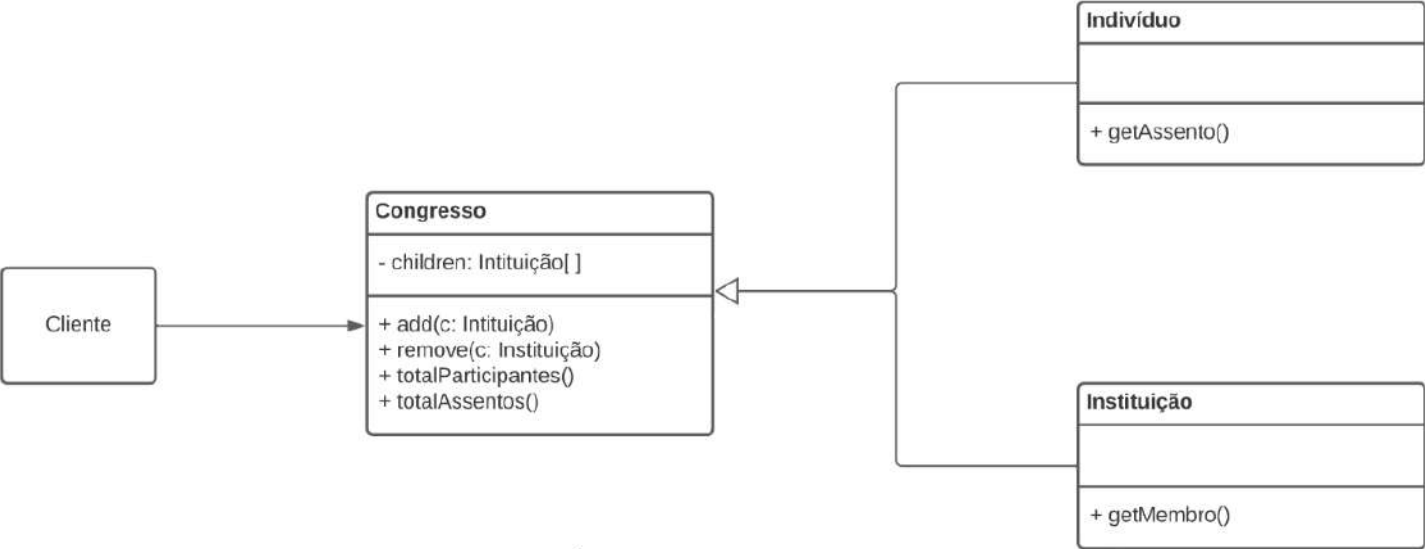 Indivíduo
+ getAssento()
Congresso
- children: Intituição[ ]
Cliente
+ add(c: Intituição)
+ remove(c: Instituição)
+ totalParticipantes()
+ totalAssentos()
Instituição
+ getMembro()